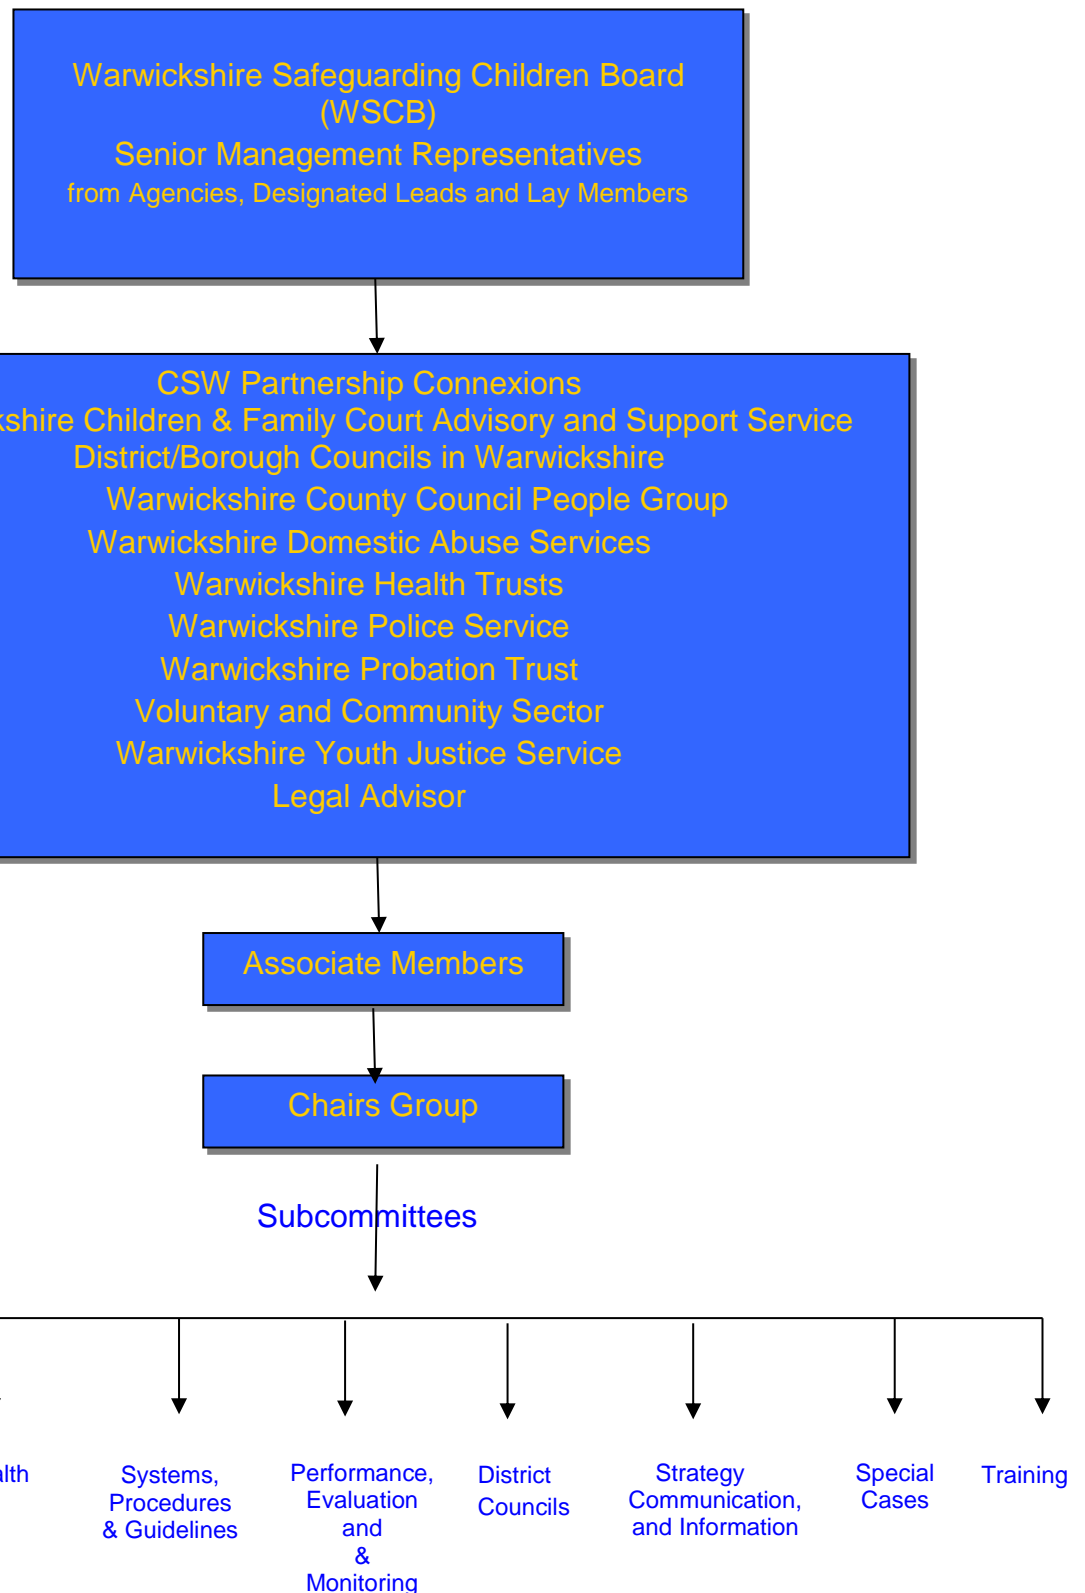 Warwickshire Safeguarding Children Board
(WSCB)
Senior Management Representatives
from Agencies, Designated Leads and Lay Members
CSW Partnership Connexions
Children & Family Court Advisory and Support Service
District/Borough Councils in Warwickshire
Warwickshire County Council People Group
Warwickshire Domestic Abuse Services
Warwickshire Health Trusts
Warwickshire Police Service
Warwickshire Probation Trust
Voluntary and Community Sector
Warwickshire Youth Justice Service
Legal Advisor
Associate Members
Chairs Group
Subcommittees
Systems,
Procedures
& Guidelines
Performance,
Evaluation
and
&
Monitoring
District
Councils
Strategy
Communication,
and Information
Special
Cases
Training